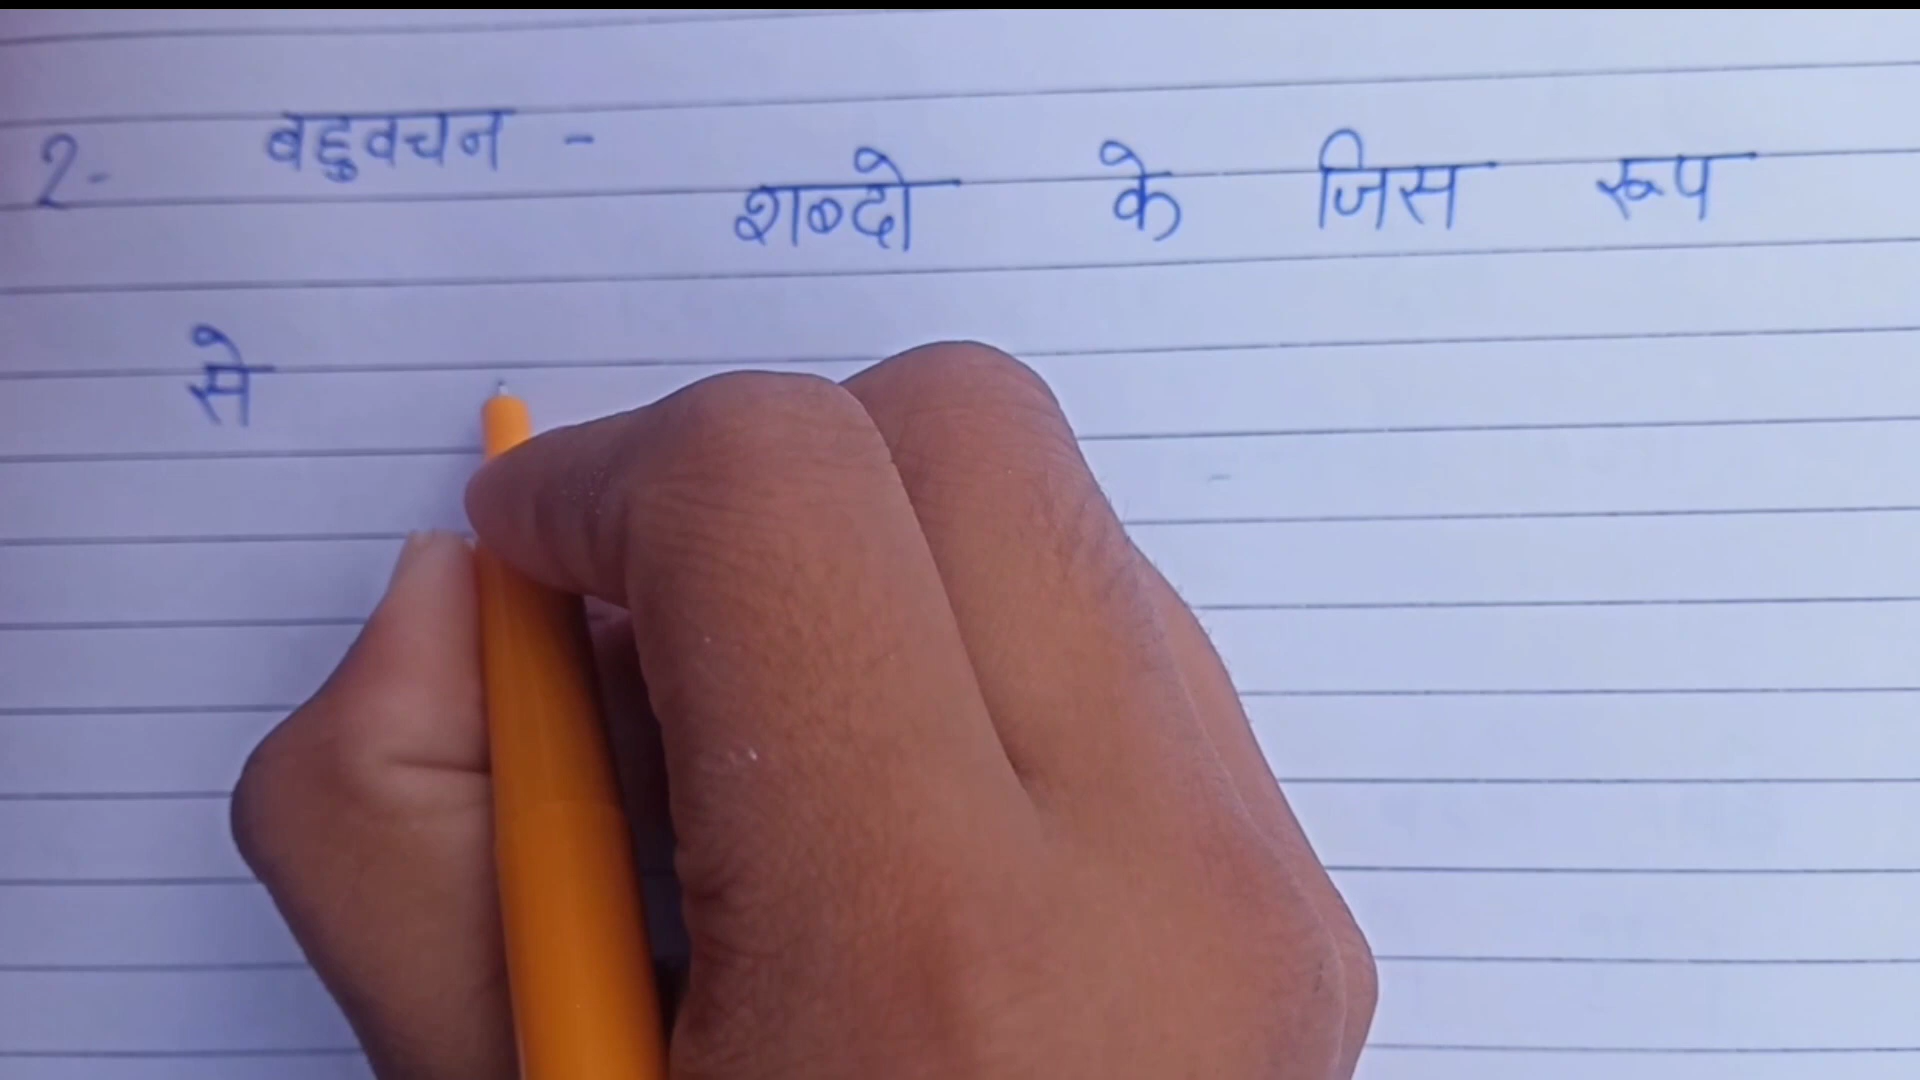 2- बहुवचन -
शब्दो के जिस रूप
से